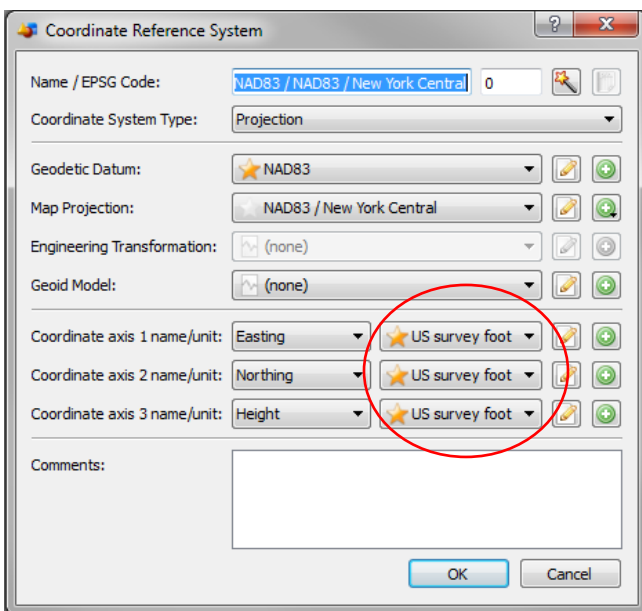 Coordinate Reference System
Name / EPSG Code: NAD83 / NAD83 / New York Central 0
Coordinate System Type: Projection
Geodetic Datum: NAD83
Map Projection: NAD83 / New York Central
Engineering Transformation: (none)
Geoid Model: (none)
Coordinate axis 1 name/unit: Easting US survey foot
Coordinate axis 2 name/unit: Northing US survey foot
Coordinate axis 3 name/unit: Height US survey foot
Comments:
OK Cancel